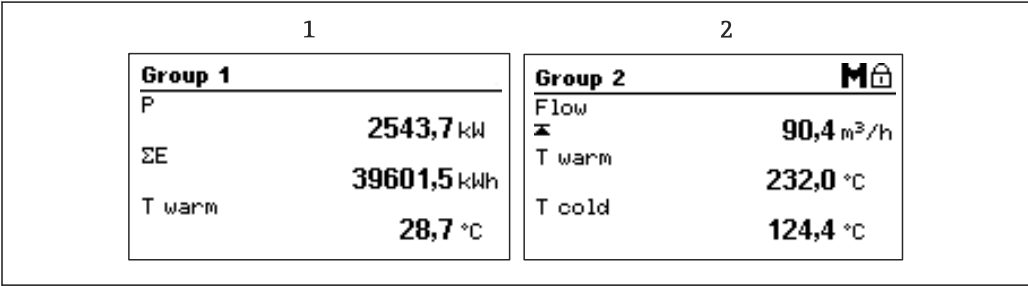 1
2
Group 1
P
2543,7 kW
ΣE
39601,5 kWh
T warm
28,7 °C
Group 2 M
Flow
90,4 m³/h
T warm
232,0 °C
T cold
124,4 °C